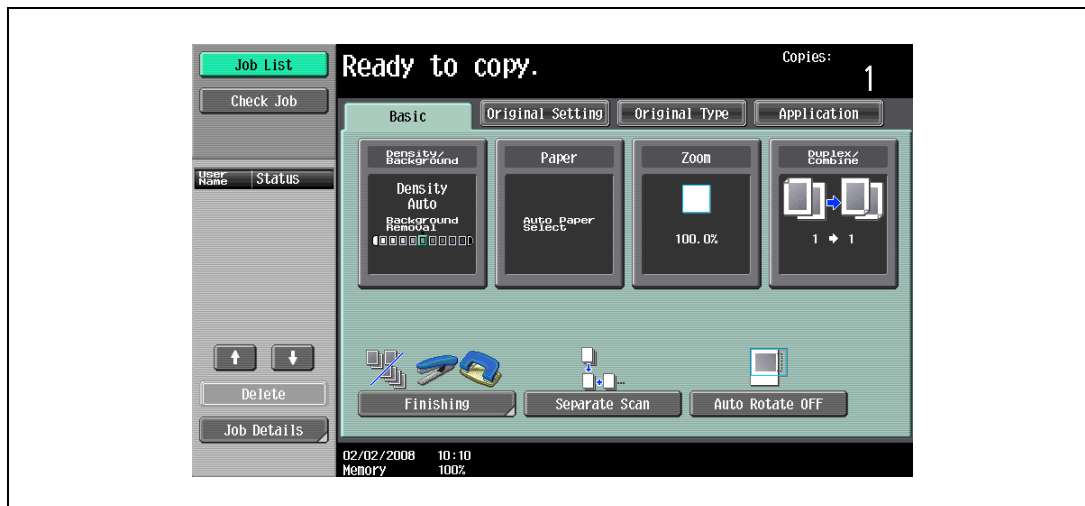 Job List
Check Job
User Name Status
Delete
Job Details
Ready to copy.
Copies:
1
Basic
Original Setting
Original Type
Application
Density/
Background
Density
Auto
Background
Removal
Paper
Auto Paper
Select
Zoom
100.0%
Duplex/
Combine
1 → 1
Finishing
Separate Scan
Auto Rotate OFF
02/02/2008 10:10
Memory 100%